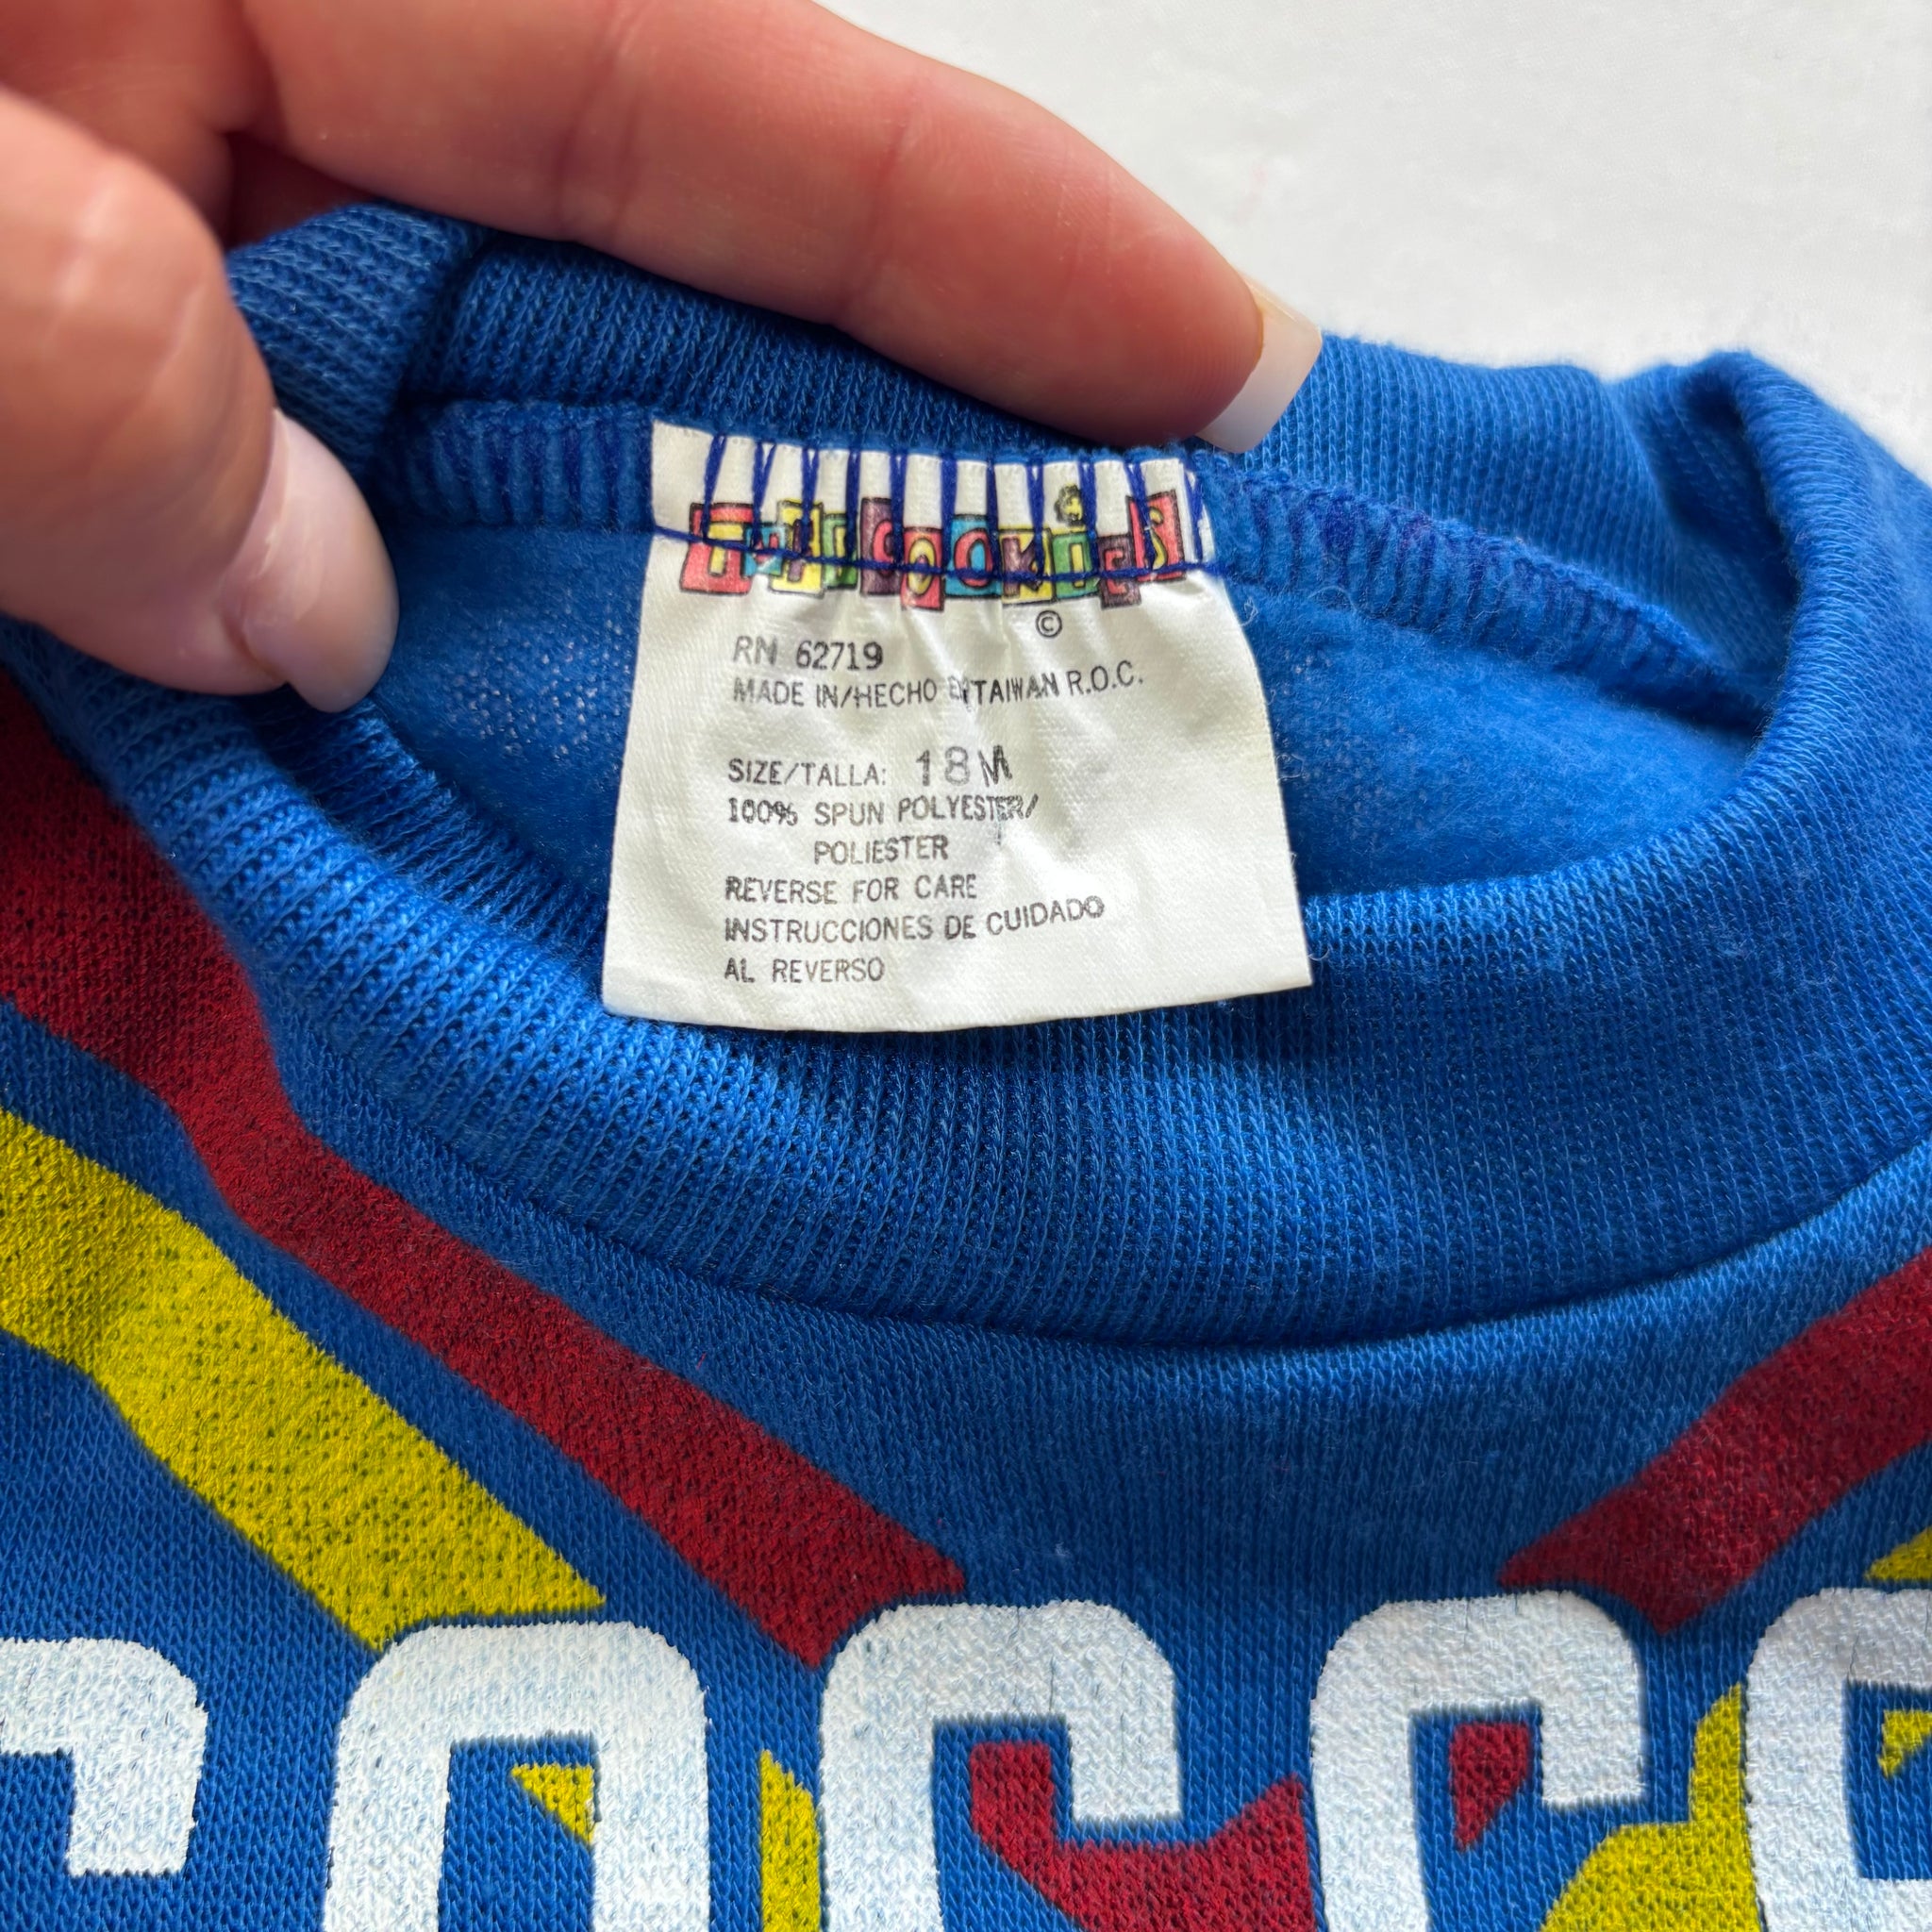 COOKiES
©
RN 62719
MADE IN/HECHO EN TAIWAN R.O.C.
SIZE/TALLA: 18M
100% SPUN POLYESTER/
POLIESTER
REVERSE FOR CARE
INSTRUCCIONES DE CUIDADO
AL REVERSO